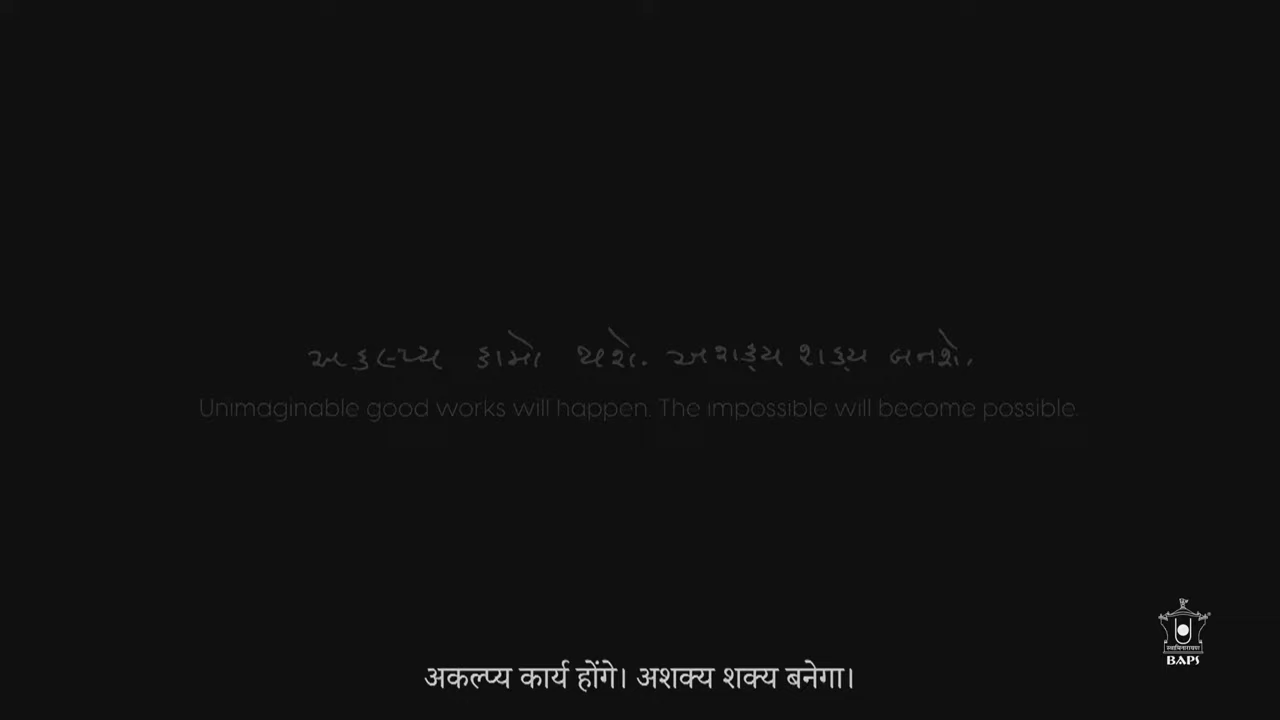 અકલ્પ્ય કામો થશે. અશક્ય શક્ય બનશે.
Unimaginable good works will happen. The impossible will become possible.
स्वामिनारायण
BAPS
अकल्प्य कार्य होंगे। अशक्य शक्य बनेगा।